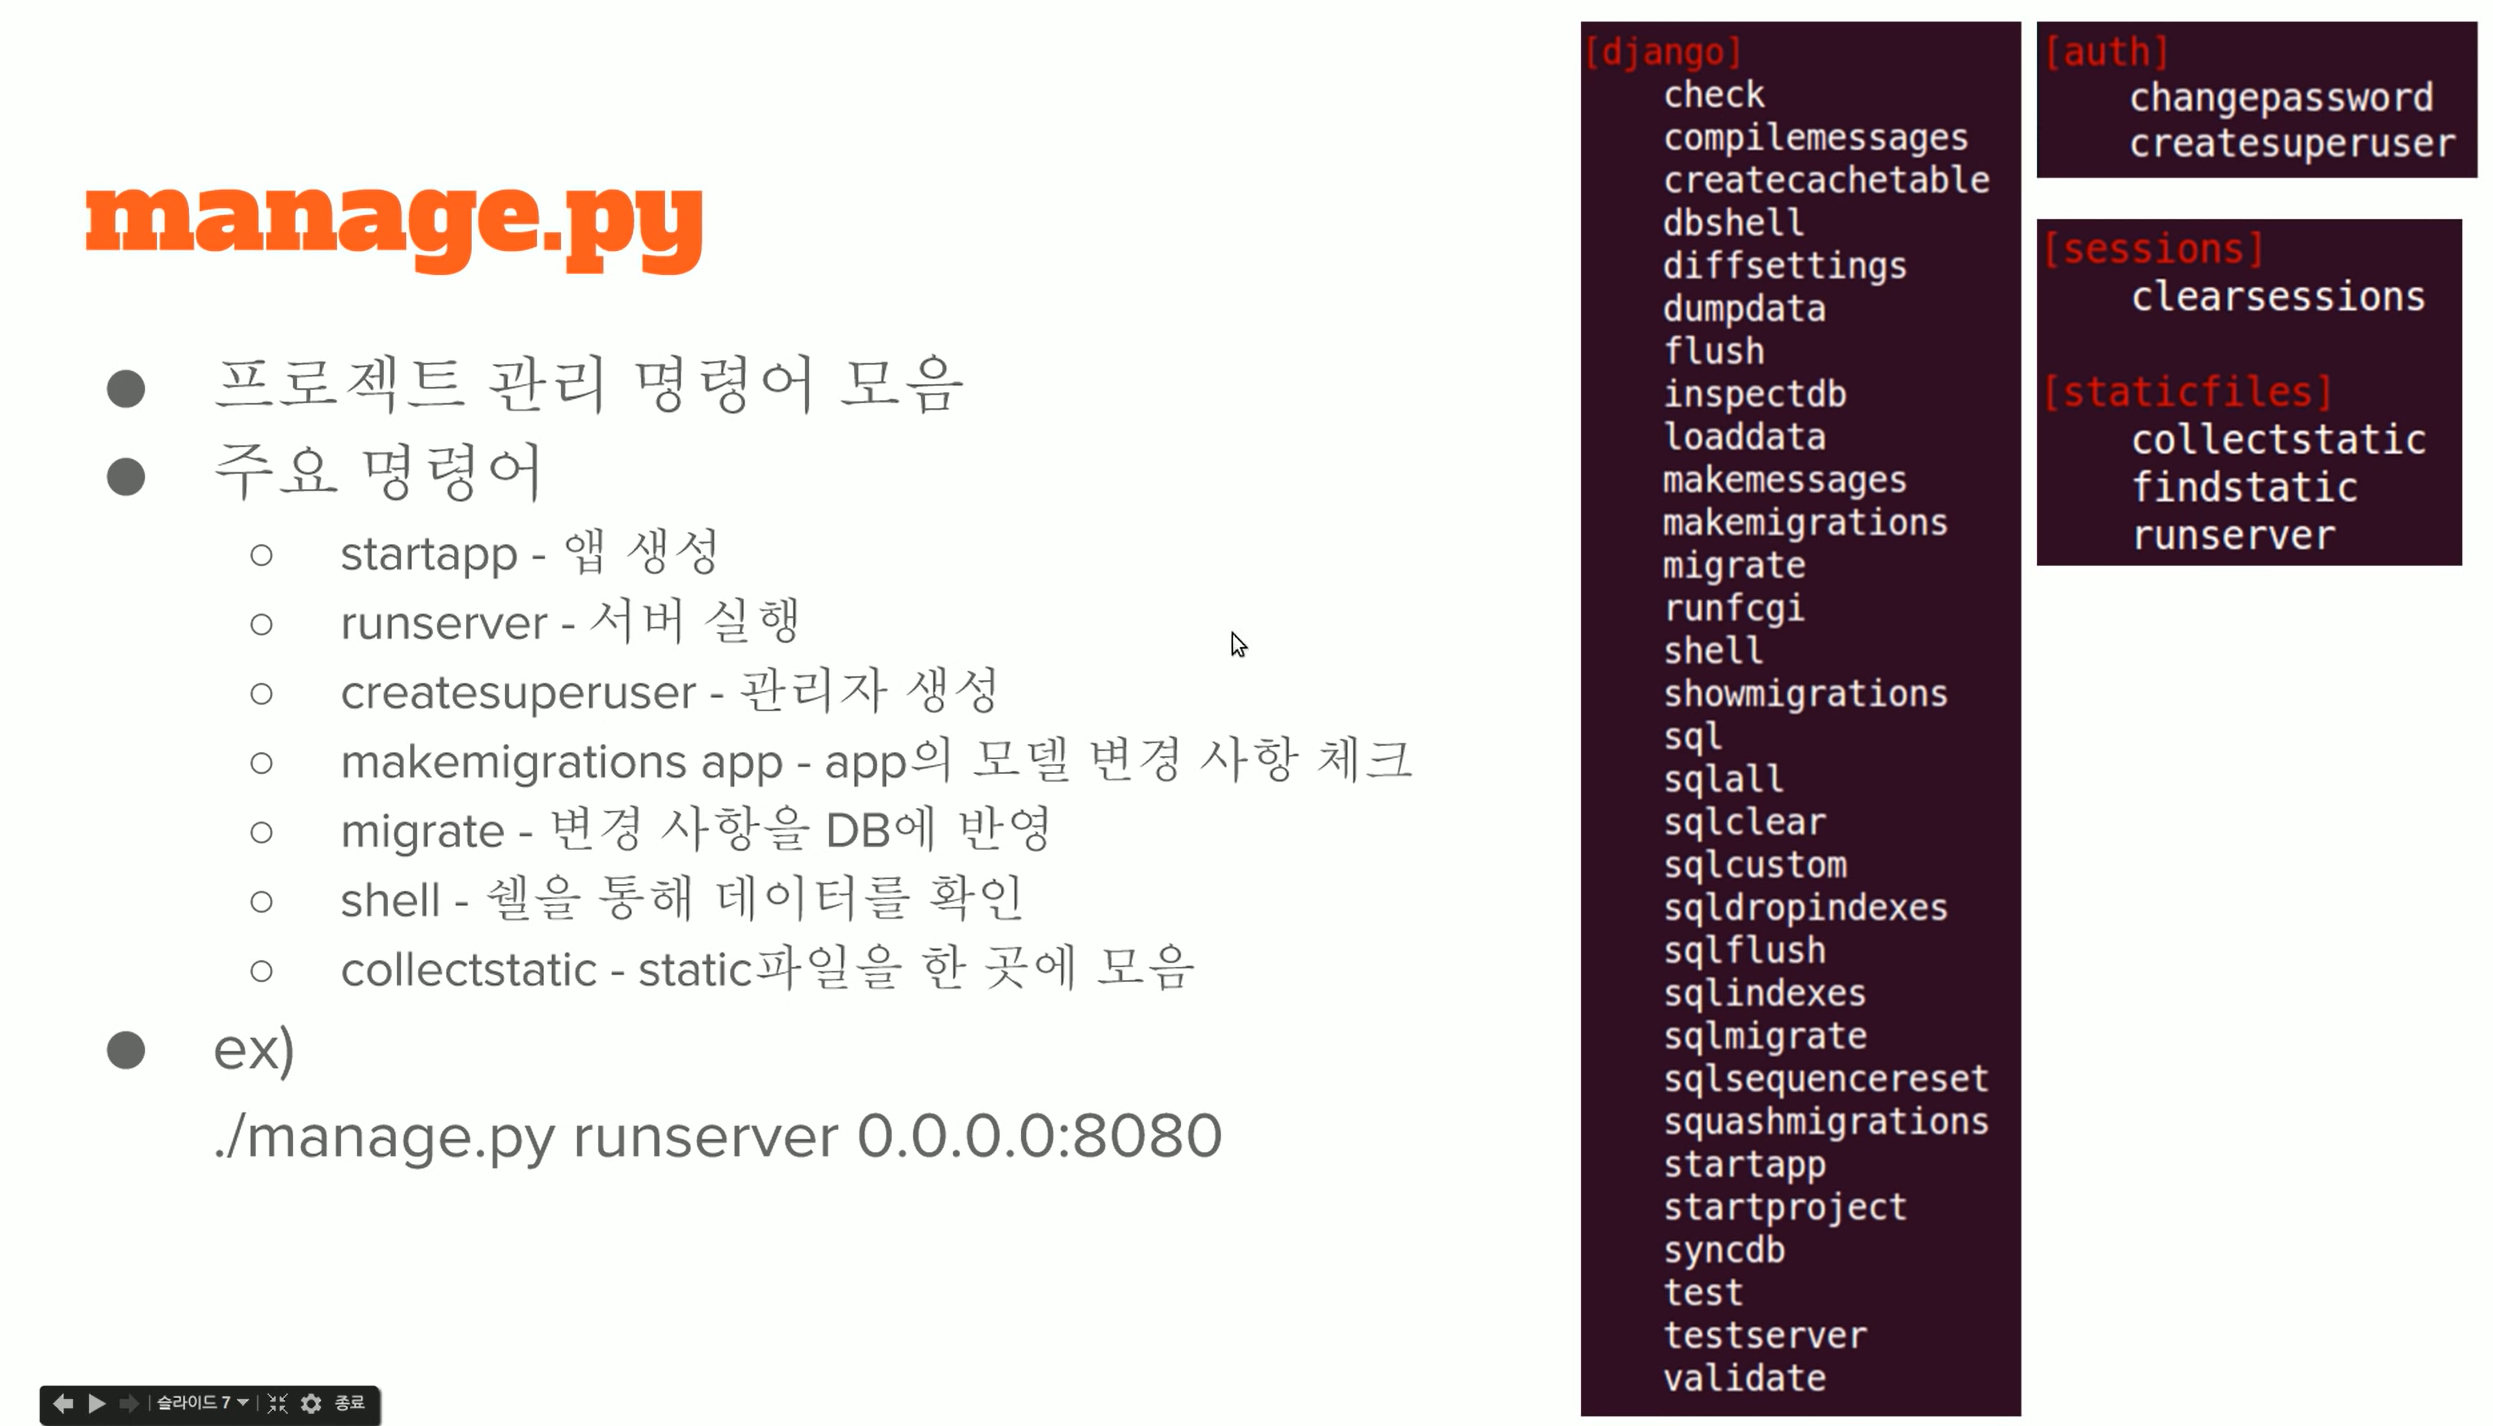 manage.py
● 프로젝트 관리 명령어 모음
● 주요 명령어
○ startapp - 앱 생성
○ runserver - 서버 실행
○ createsuperuser - 관리자 생성
○ makemigrations app - app의 모델 변경 사항 체크
○ migrate - 변경 사항을 DB에 반영
○ shell - 쉘을 통해 데이터를 확인
○ collectstatic - static파일을 한 곳에 모음
● ex)
./manage.py runserver 0.0.0.0:8080
[django]
check
compilemessages
createcachetable
dbshell
diffsettings
dumpdata
flush
inspectdb
loaddata
makemessages
makemigrations
migrate
runfcgi
shell
showmigrations
sql
sqlall
sqlclear
sqlcustom
sqldropindexes
sqlflush
sqlindexes
sqlmigrate
sqlsequencereset
squashmigrations
startapp
startproject
syncdb
test
testserver
validate
[auth]
changepassword
createsuperuser
[sessions]
clearsessions
[staticfiles]
collectstatic
findstatic
runserver
슬라이드 7 종료